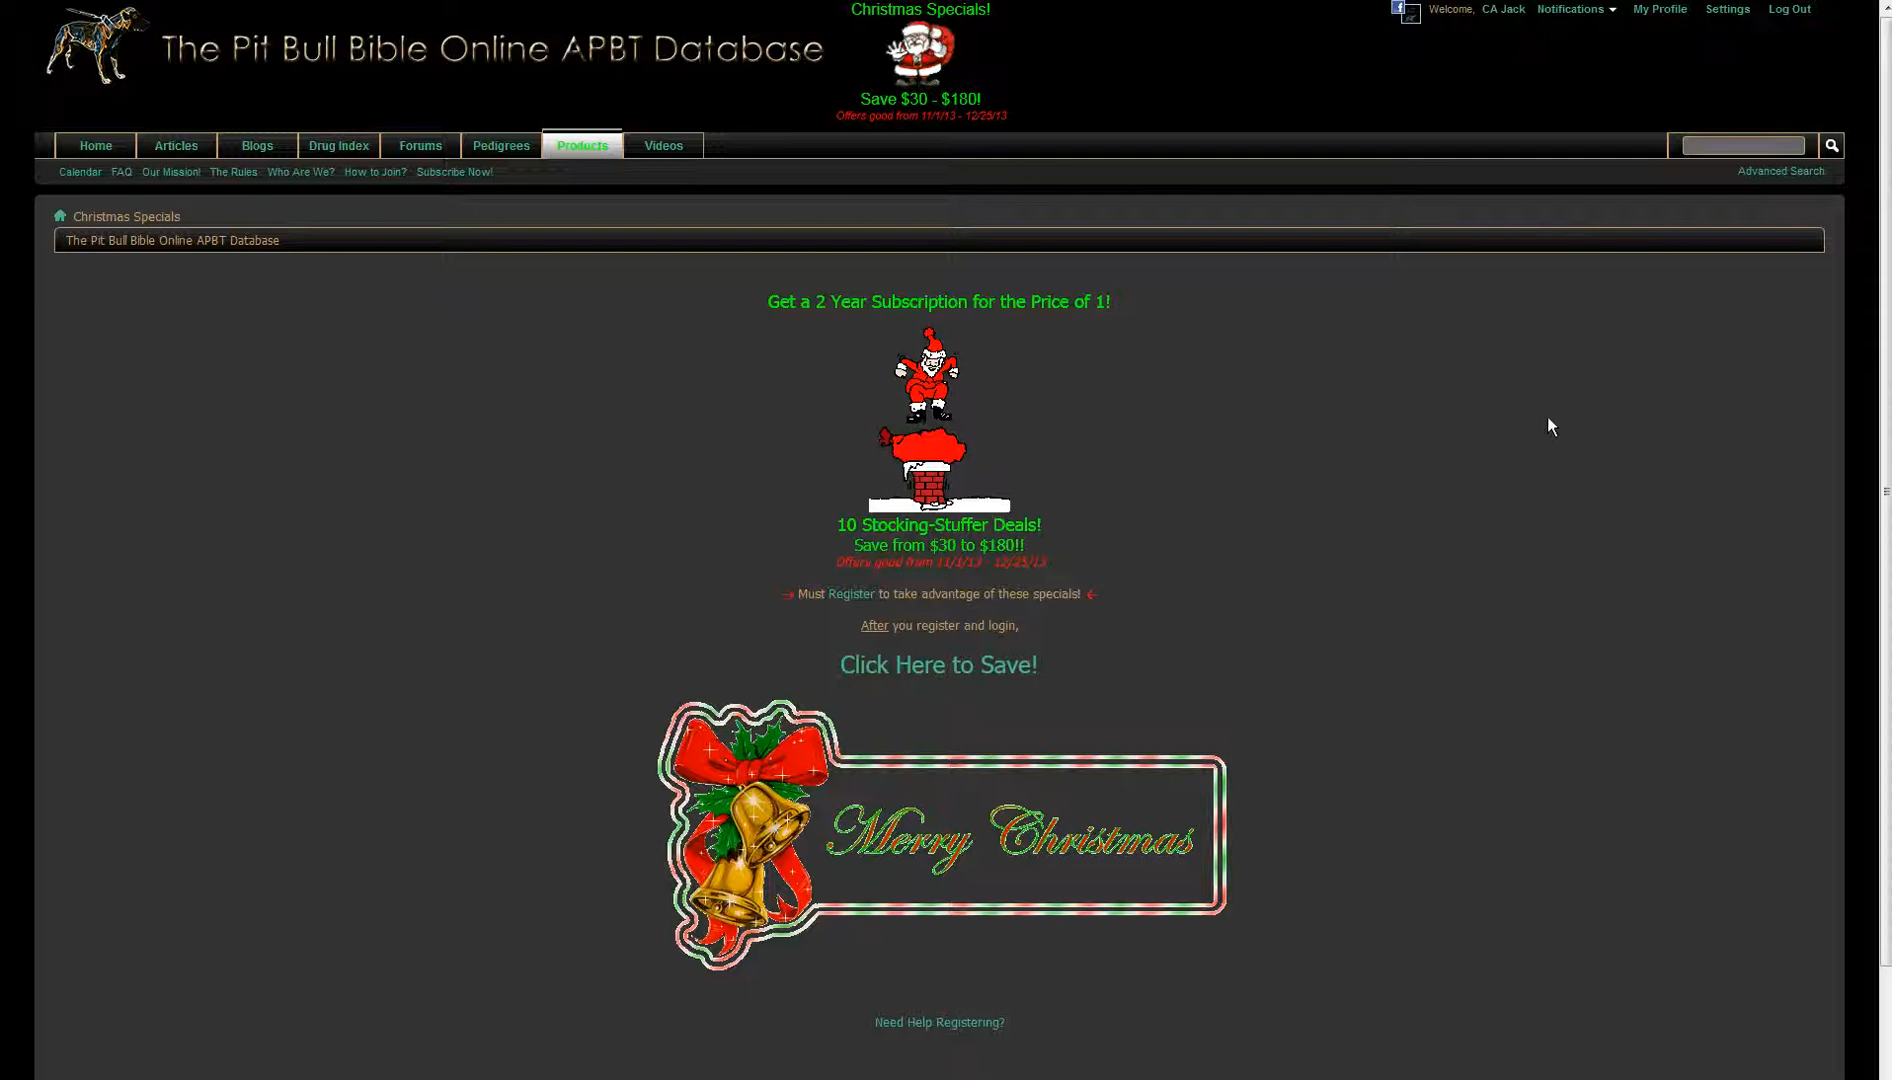 Christmas Specials!
Welcome, CA Jack Notifications My Profile Settings Log Out
The Pit Bull Bible Online APBT Database
Save $30 - $180!
Offers good from 11/1/13 - 12/25/13
Home Articles Blogs Drug Index Forums Pedigrees Products Videos
Calendar FAQ Our Mission! The Rules Who Are We? How to Join? Subscribe Now! Advanced Search
Christmas Specials
The Pit Bull Bible Online APBT Database
Get a 2 Year Subscription for the Price of 1!
10 Stocking-Stuffer Deals!
Save from $30 to $180!!
Offers good from 11/1/13 - 12/25/13
Must Register to take advantage of these specials!
After you register and login,
Click Here to Save!
Merry Christmas
Need Help Registering?